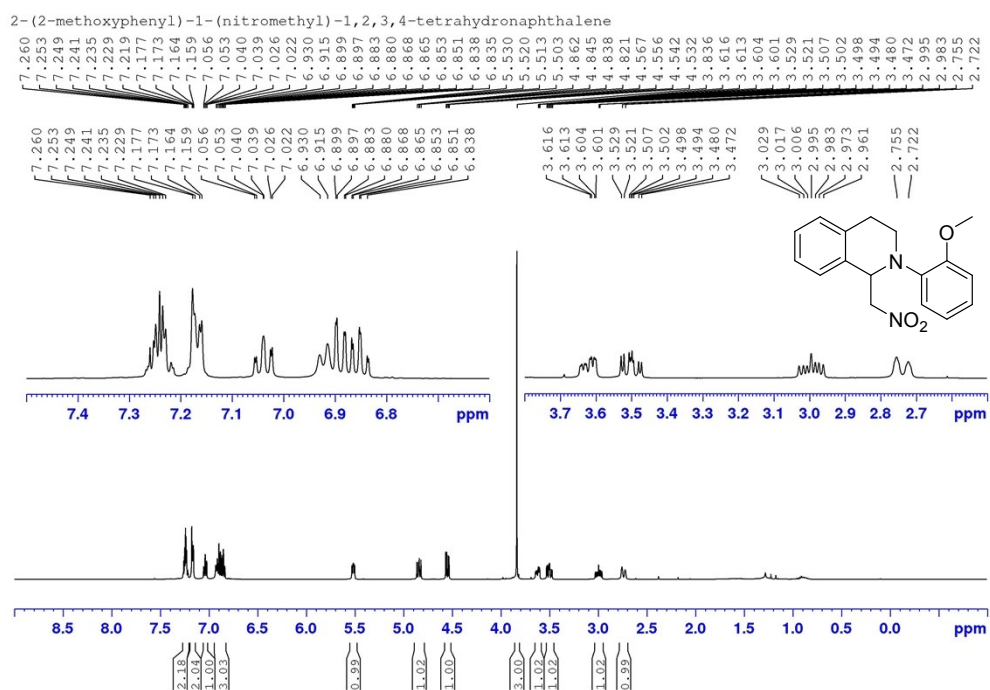 2-(2-methoxyphenyl)-1-(nitromethyl)-1,2,3,4-tetrahydronaphthalene
7.260 7.253 7.249 7.241 7.235 7.229 7.219 7.177 7.173 7.164 7.159 7.056 7.053 7.040 7.039 7.026 7.022 6.930 6.915 6.899 6.897 6.883 6.880 6.868 6.865 6.853 6.851 6.838 6.835 5.530 5.520 5.513 5.503 4.862 4.845 4.838 4.821 4.567 4.556 4.542 4.532 3.836 3.616 3.613 3.604 3.601 3.529 3.521 3.507 3.502 3.498 3.494 3.480 3.472 2.995 2.983 2.755 2.722
7.260 7.253 7.249 7.241 7.235 7.229 7.177 7.173 7.164 7.159 7.056 7.053 7.040 7.039 7.026 7.022 6.930 6.915 6.899 6.897 6.883 6.880 6.868 6.865 6.853 6.851 6.838
3.616 3.613 3.604 3.601 3.529 3.521 3.507 3.502 3.498 3.494 3.480 3.472
3.029 3.017 3.006 2.995 2.983 2.973 2.961
2.755 2.722
O
N
NO2
7.4 7.3 7.2 7.1 7.0 6.9 6.8 ppm
3.7 3.6 3.5 3.4 3.3 3.2 3.1 3.0 2.9 2.8 2.7 ppm
8.5 8.0 7.5 7.0 6.5 6.0 5.5 5.0 4.5 4.0 3.5 3.0 2.5 2.0 1.5 1.0 0.5 0.0 ppm
2.18 2.04 1.00 3.03 0.99 1.02 1.00 3.00 1.02 1.02 1.02 0.99